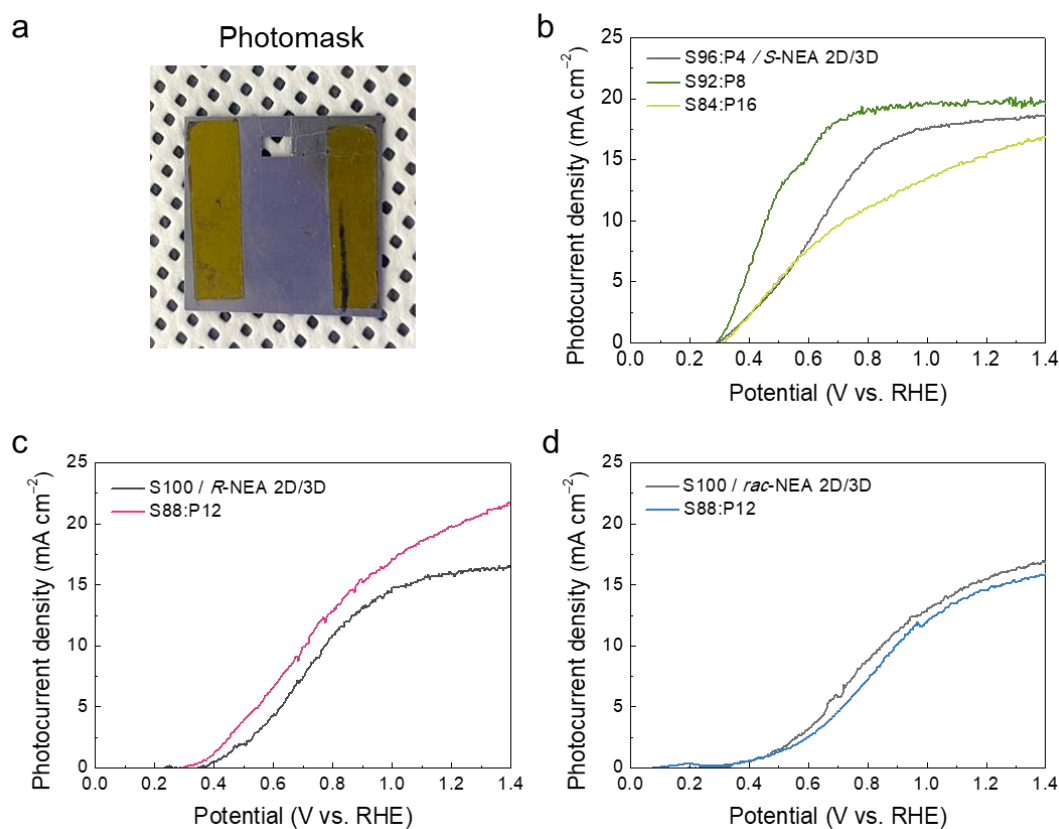 a
Photomask
b
S96:P4 / S-NEA 2D/3D
S92:P8
S84:P16
25
20
15
10
5
0
Photocurrent density (mA cm⁻²)
0.0 0.2 0.4 0.6 0.8 1.0 1.2 1.4
Potential (V vs. RHE)
c
S100 / R-NEA 2D/3D
S88:P12
25
20
15
10
5
0
Photocurrent density (mA cm⁻²)
0.0 0.2 0.4 0.6 0.8 1.0 1.2 1.4
Potential (V vs. RHE)
d
S100 / rac-NEA 2D/3D
S88:P12
25
20
15
10
5
0
Photocurrent density (mA cm⁻²)
0.0 0.2 0.4 0.6 0.8 1.0 1.2 1.4
Potential (V vs. RHE)